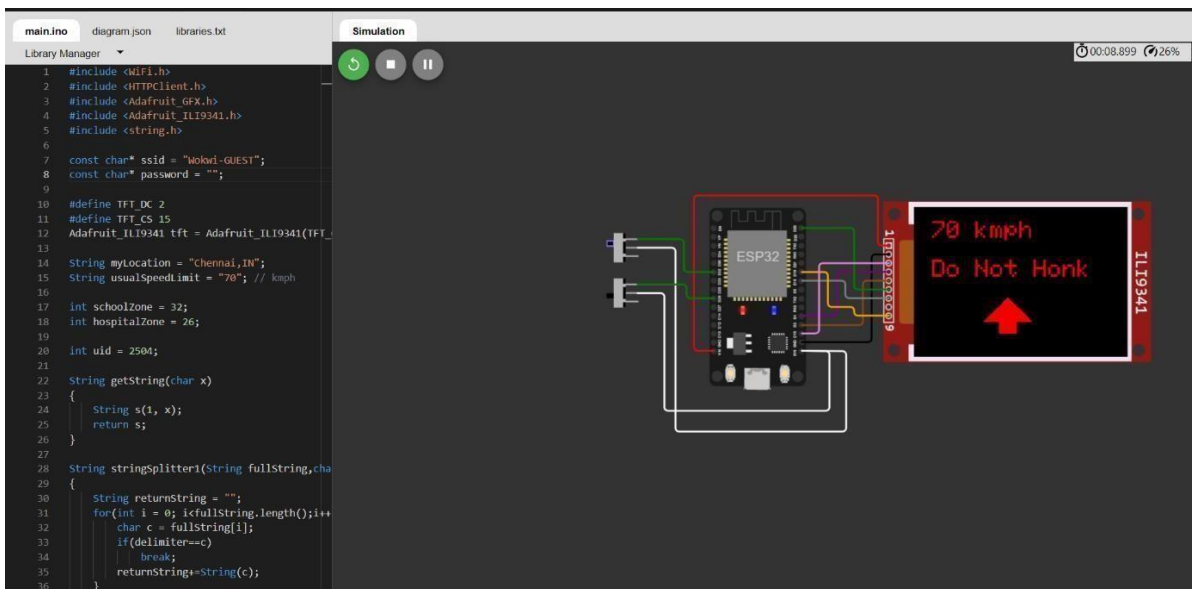 main.ino diagram.json libraries.txt
Library Manager
1 #include <WiFi.h>
2 #include <HTTPClient.h>
3 #include <Adafruit_GFX.h>
4 #include <Adafruit_ILI9341.h>
5 #include <string.h>
6
7 const char* ssid = "Wokwi-GUEST";
8 const char* password = "";
9
10 #define TFT_DC 2
11 #define TFT_CS 15
12 Adafruit_ILI9341 tft = Adafruit_ILI9341(TFT_
13
14 String myLocation = "Chennai,IN";
15 String usualSpeedLimit = "70"; // kmph
16
17 int schoolZone = 32;
18 int hospitalZone = 26;
19
20 int uid = 2504;
21
22 String getString(char x)
23 {
24 String s(1, x);
25 return s;
26 }
27
28 String stringSplitter1(String fullString,cha
29 {
30 String returnString = "";
31 for(int i = 0; i<fullString.length();i++
32 char c = fullString[i];
33 if(delimiter==c)
34 break;
35 returnString+=String(c);
36 }
Simulation
00:08.899 26%
ESP32
1
9
70 kmph
Do Not Honk
ILI9341